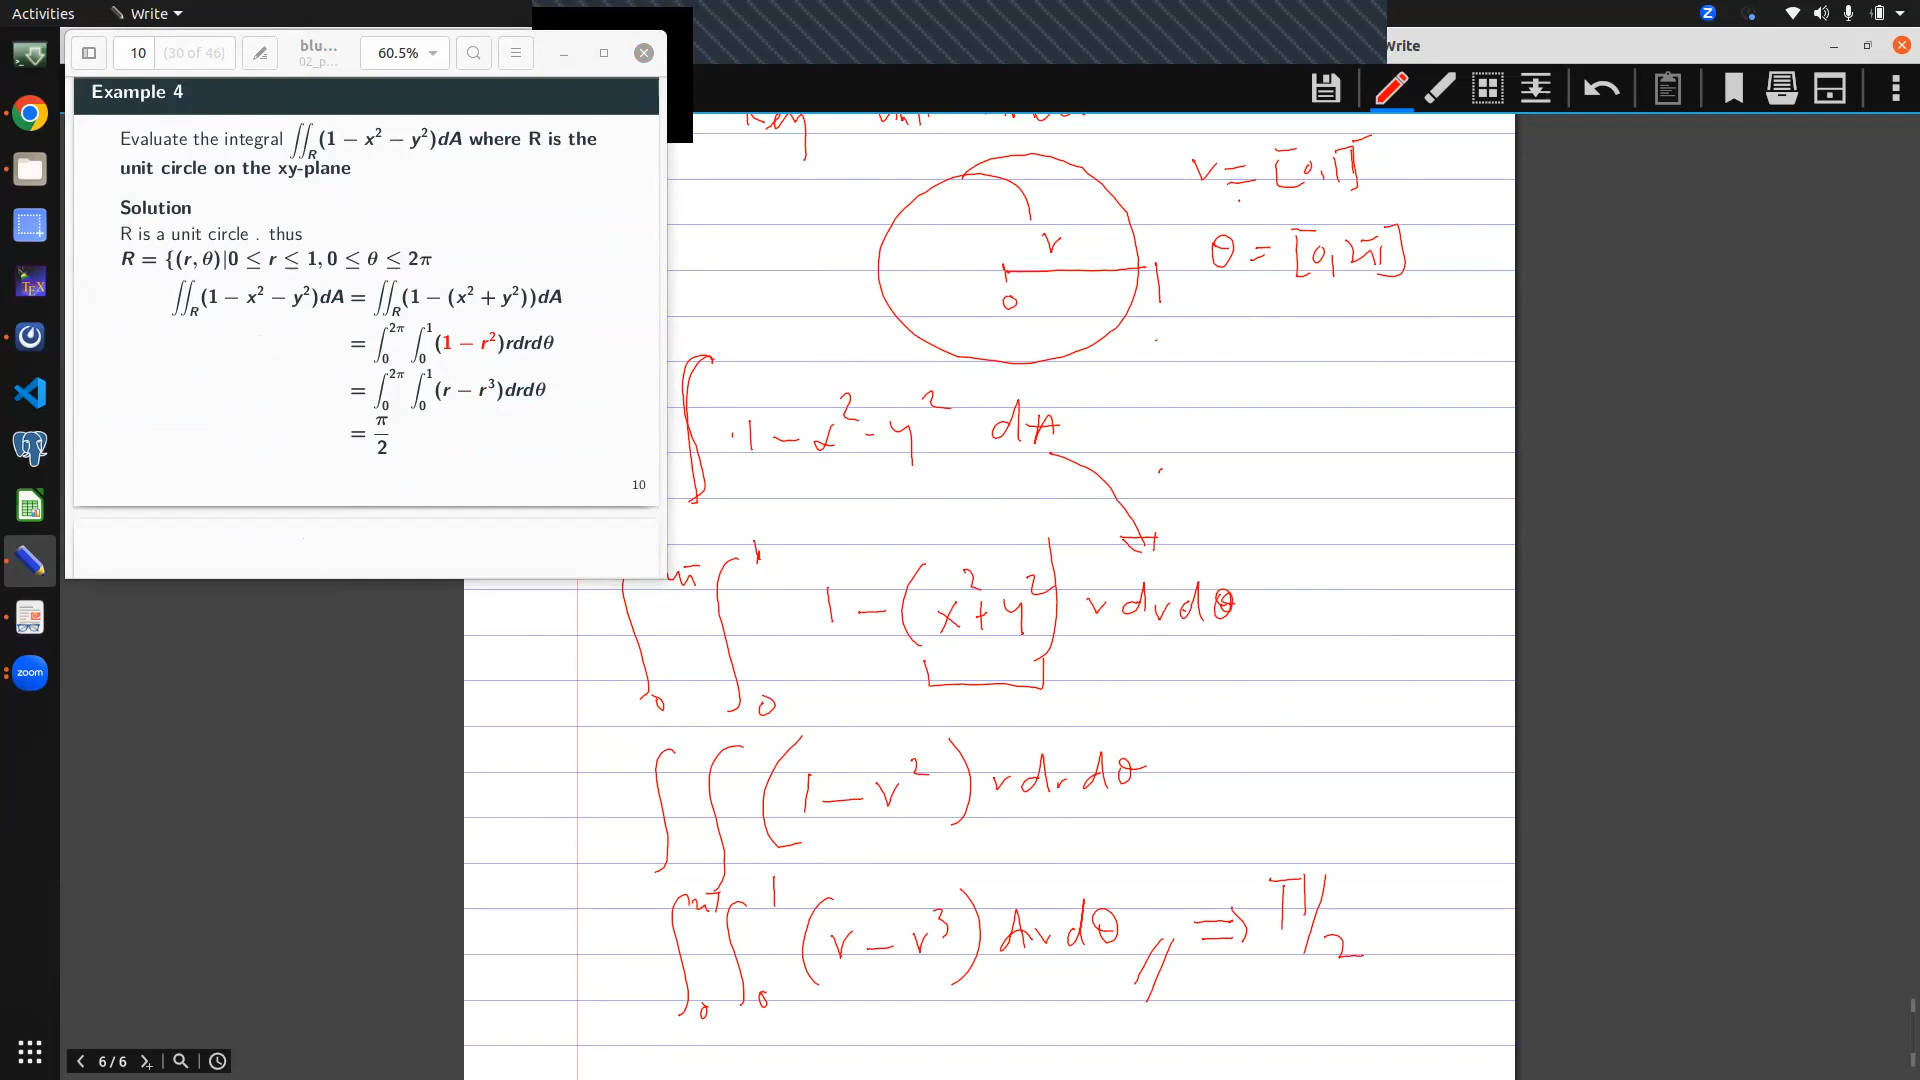 Activities
Write
10 (30 of 46)
blu...
02_p...
60.5%
Write
Example 4
Evaluate the integral ∬_R (1 − x² − y²)dA where R is the
unit circle on the xy-plane
Solution
R is a unit circle . thus
R = {(r, θ)|0 ≤ r ≤ 1, 0 ≤ θ ≤ 2π
∬_R (1 − x² − y²)dA = ∬_R (1 − (x² + y²))dA
= ∫_0^{2π} ∫_0^1 (1 − r²)rdrdθ
= ∫_0^{2π} ∫_0^1 (r − r³)drdθ
= π/2
10
r = [0,1]
θ = [0,2π]
r
0 1
∫ 1 − x² − y² dA
∫_0 ∫_0^1 1 − (x² + y²) r dr dθ
∫∫ (1 − r²) r dr dθ
∫_0^{2π} ∫_0^1 (r − r³) dr dθ // ⇒ π/2
TEX
zoom
6/6